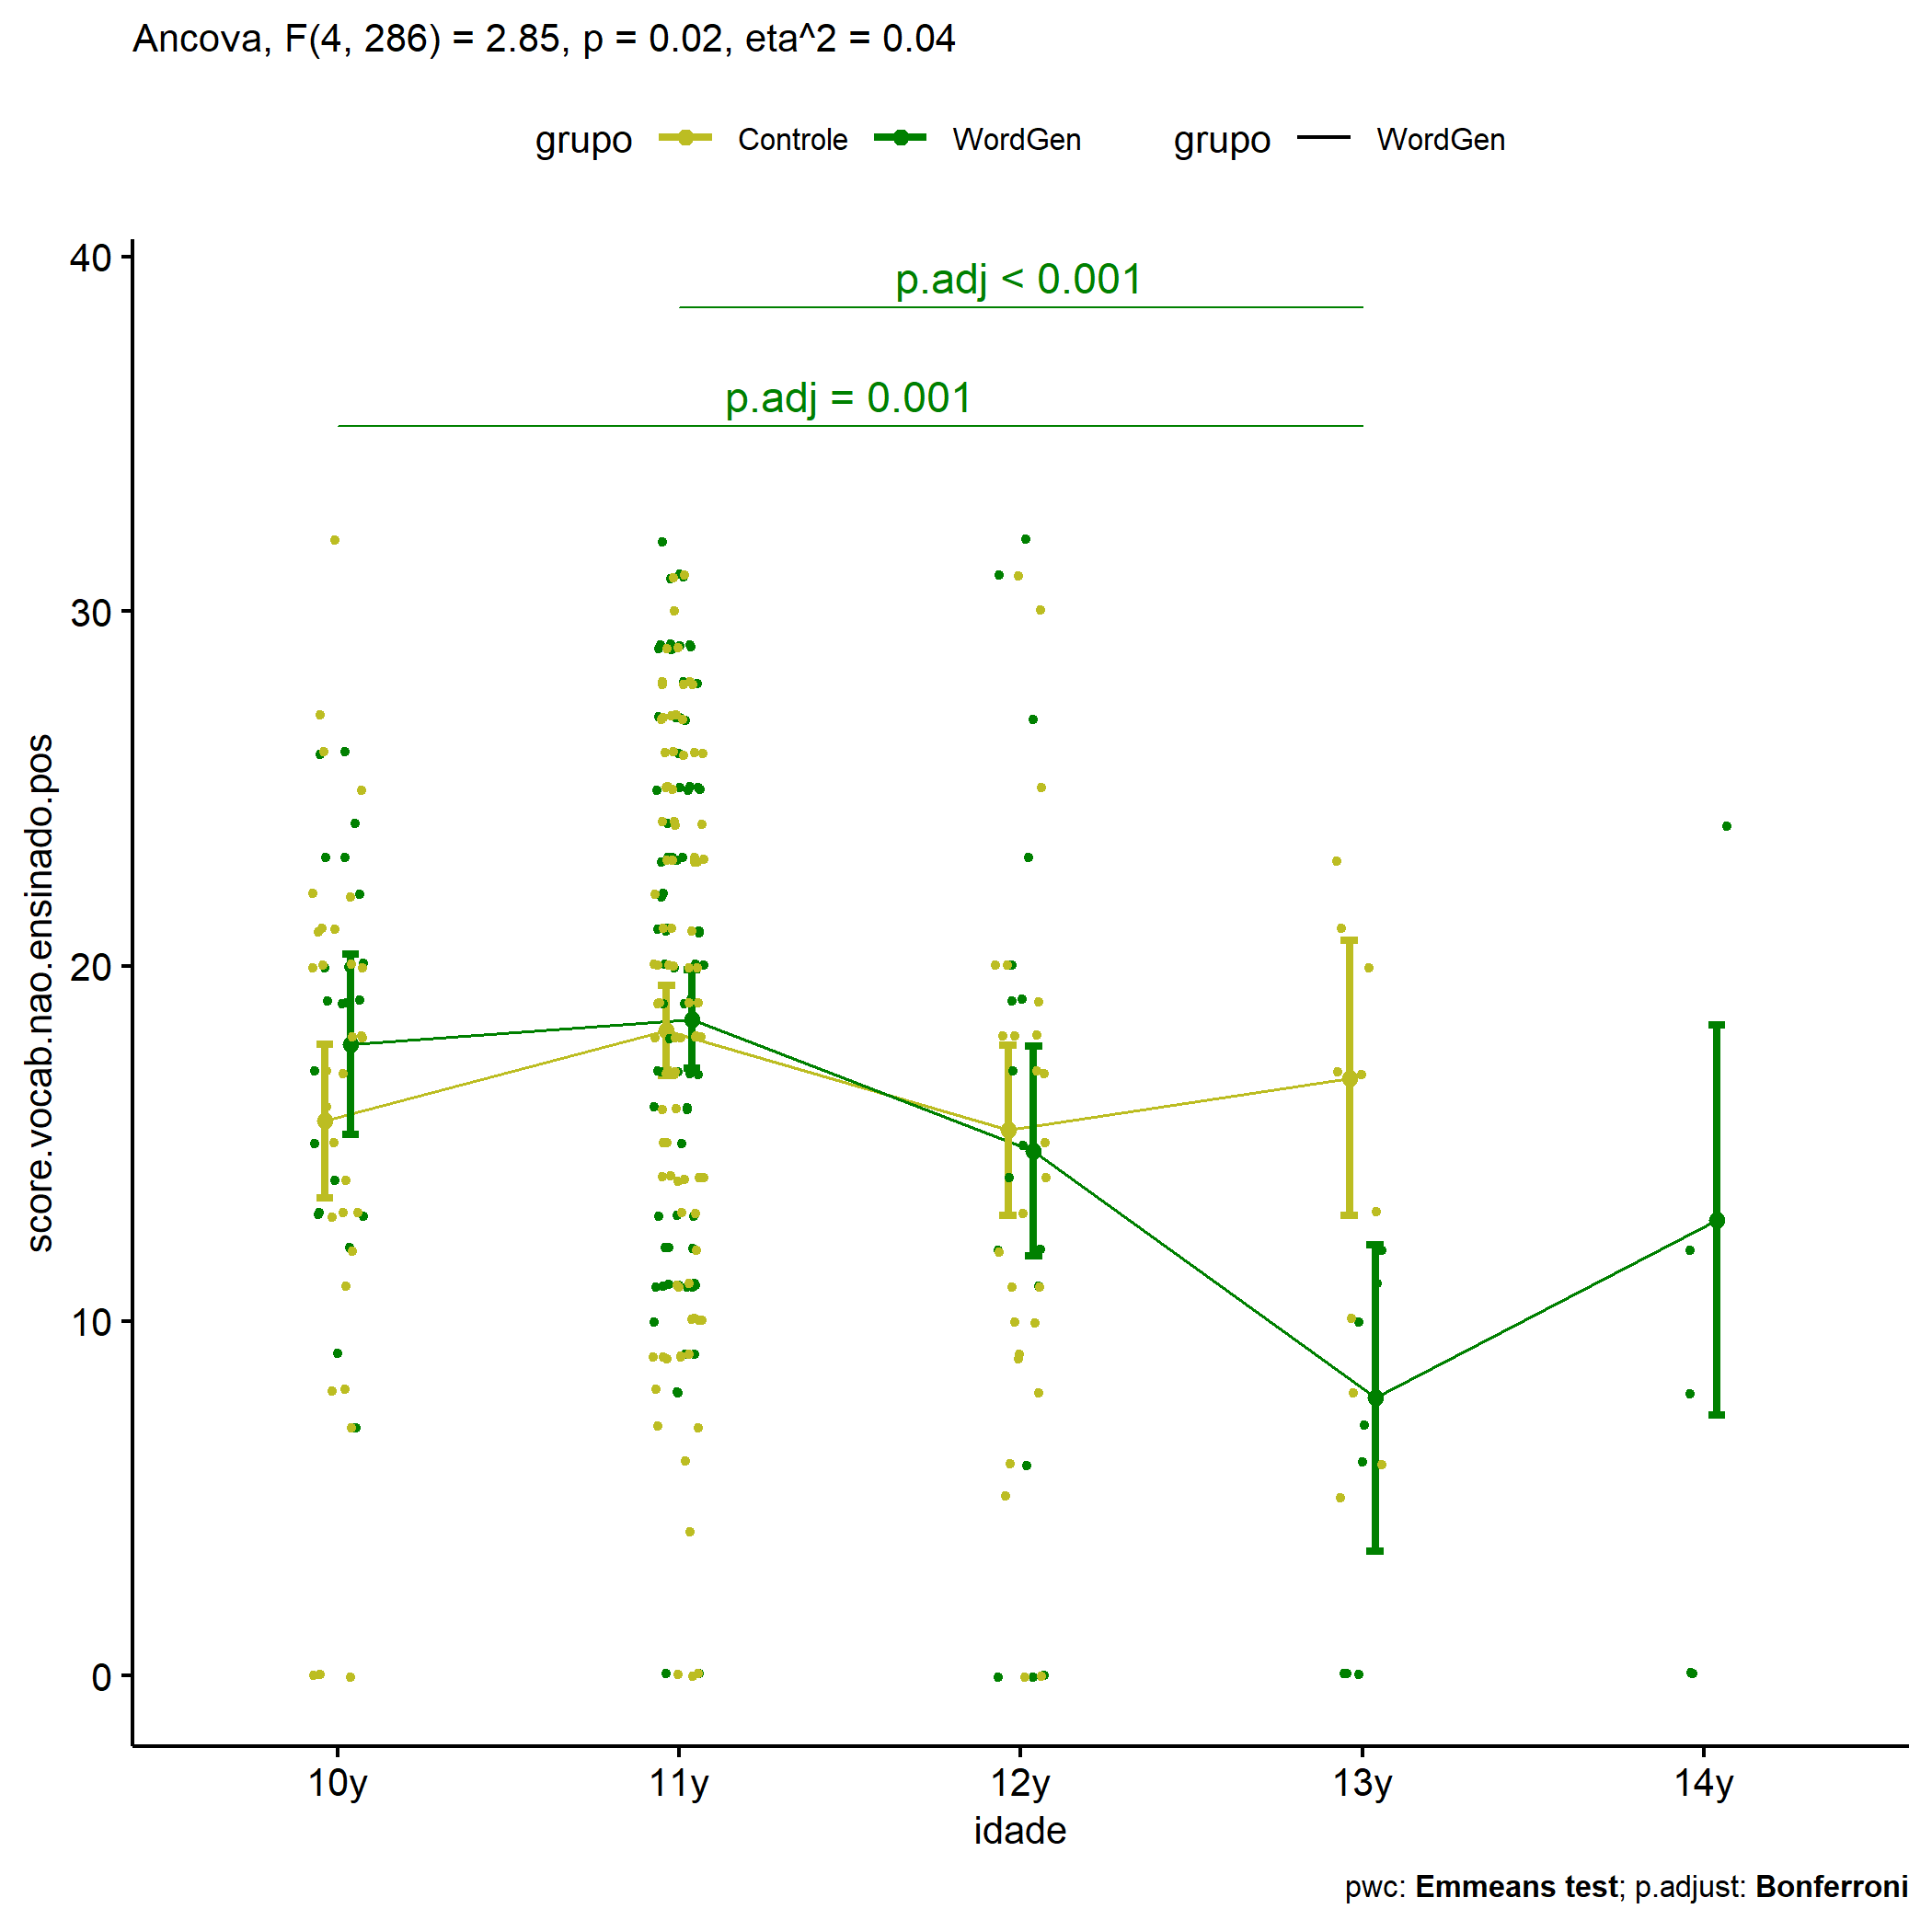 Ancova, F(4, 286) = 2.85, p = 0.02, eta^2 = 0.04
grupo Controle WordGen grupo WordGen
40
p.adj < 0.001
p.adj = 0.001
30
score.vocab.nao.ensinado.pos
20
10
0
10y 11y 12y 13y 14y
idade
pwc: Emmeans test; p.adjust: Bonferroni